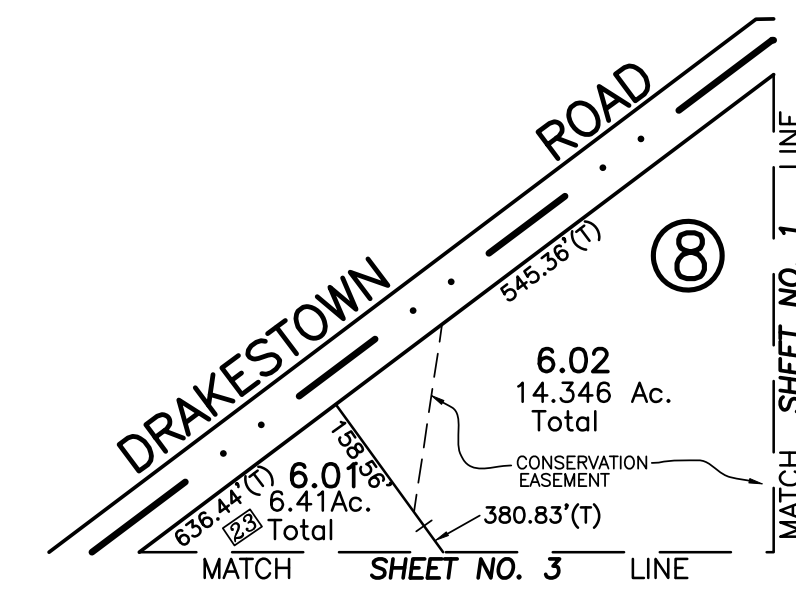 DRAKESTOWN ROAD
545.36'(T)
8
6.02
14.346 Ac.
Total
CONSERVATION
EASEMENT
158.56'
380.83'(T)
636.44'(T)
6.01
6.41Ac.
23
Total
MATCH SHEET NO. 3 LINE
MATCH SHEET NO. 1 LINE